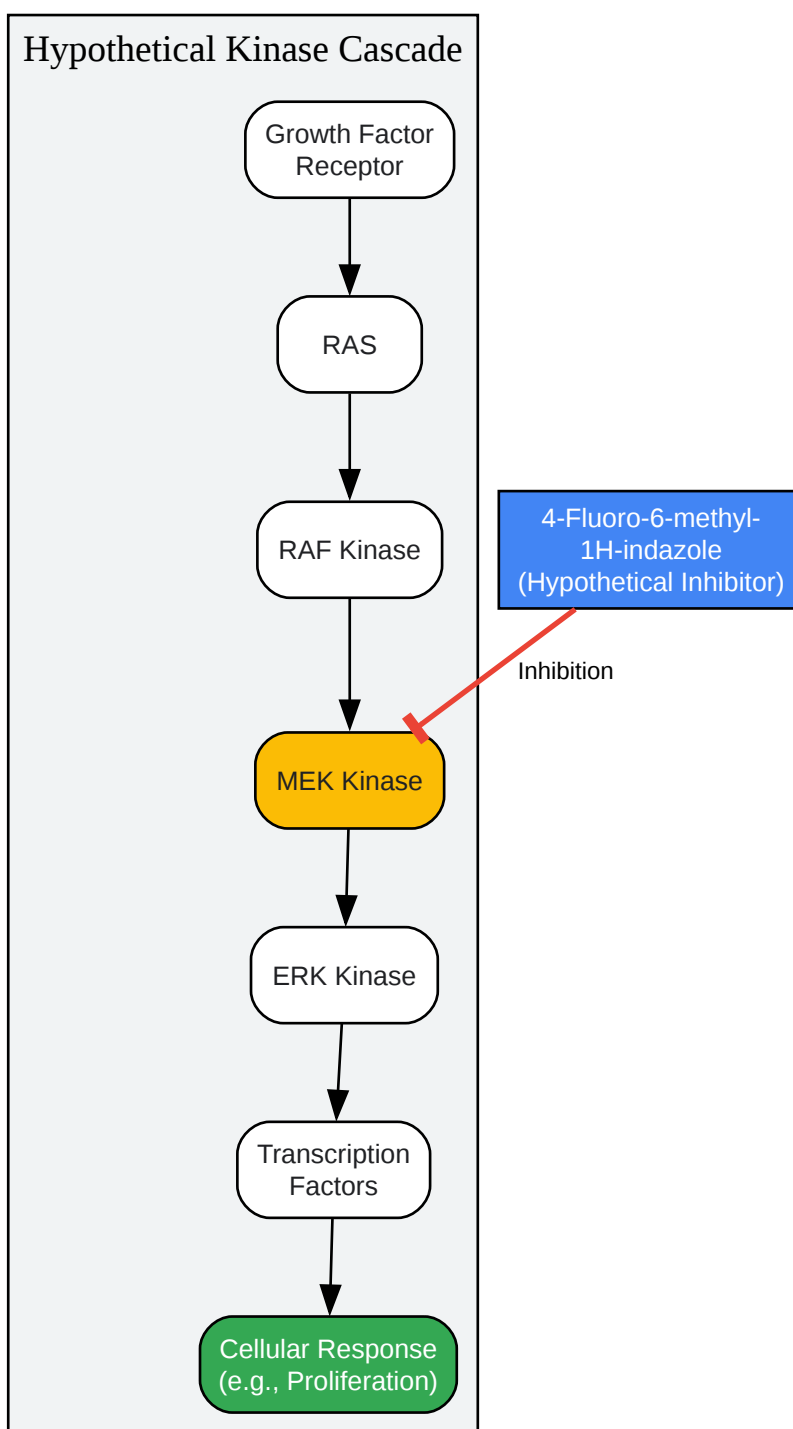 Hypothetical Kinase Cascade
Growth Factor
Receptor
RAS
RAF Kinase
4-Fluoro-6-methyl-
1H-indazole
(Hypothetical Inhibitor)
Inhibition
MEK Kinase
ERK Kinase
Transcription
Factors
Cellular Response
(e.g., Proliferation)